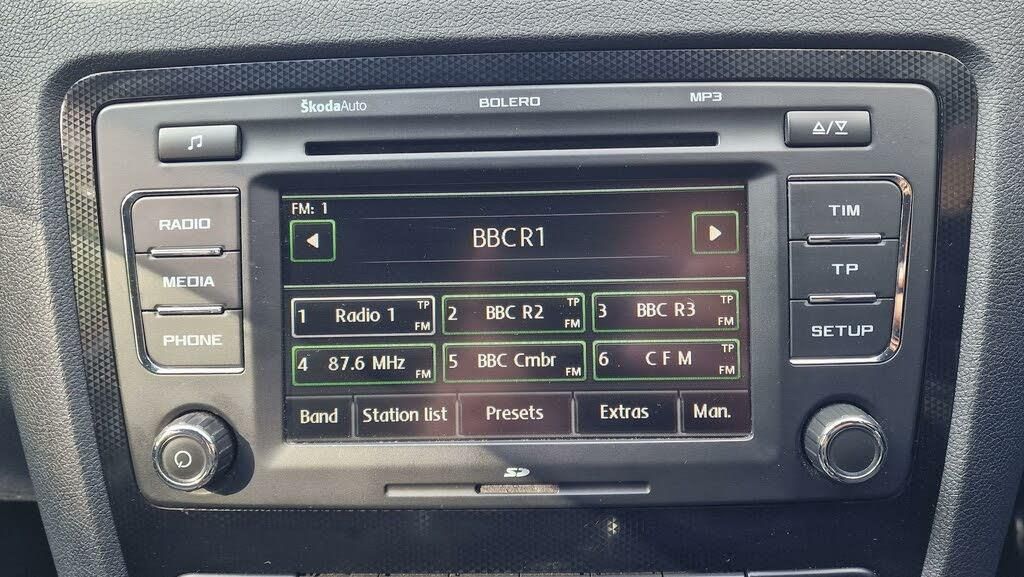 ŠkodaAuto BOLERO MP3
RADIO
MEDIA
PHONE
FM: 1
BBC R1
1 Radio 1 TP FM
2 BBC R2 TP FM
3 BBC R3 TP FM
4 87.6 MHz FM
5 BBC Cmbr FM
6 C F M TP FM
Band Station list Presets Extras Man.
TIM
TP
SETUP
SD